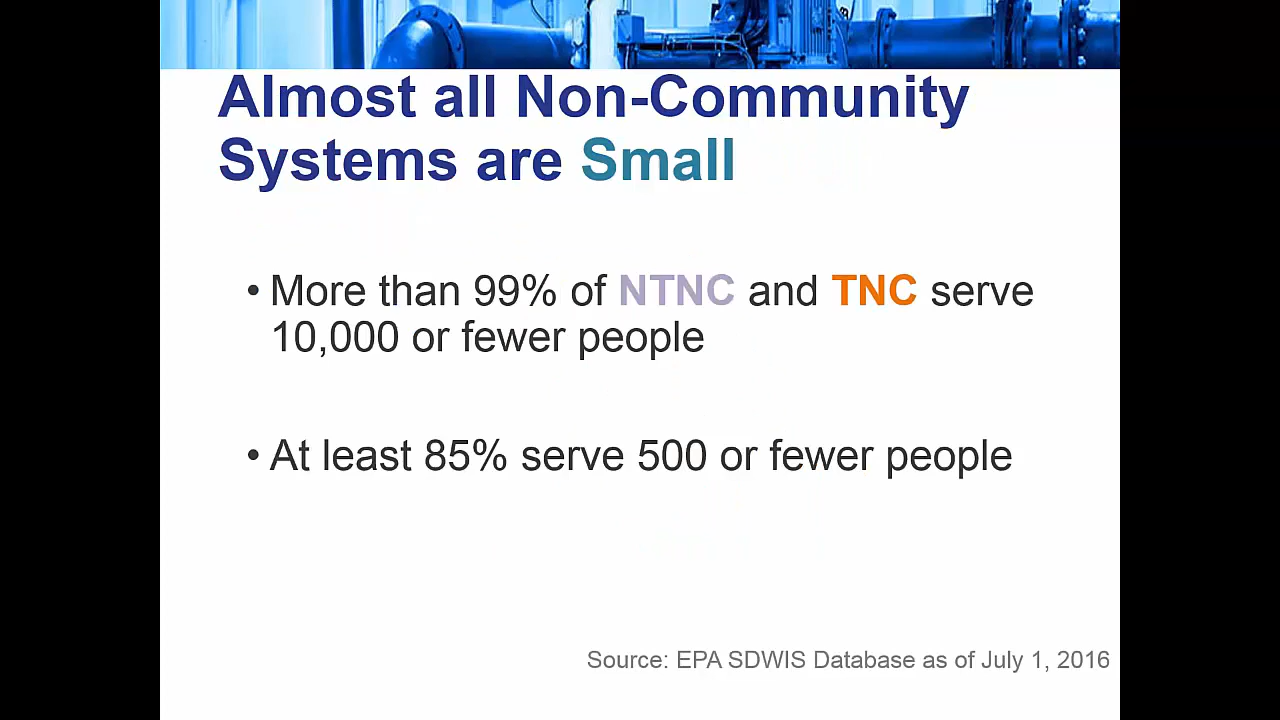 Almost all Non-Community
Systems are Small
• More than 99% of NTNC and TNC serve
10,000 or fewer people
• At least 85% serve 500 or fewer people
Source: EPA SDWIS Database as of July 1, 2016